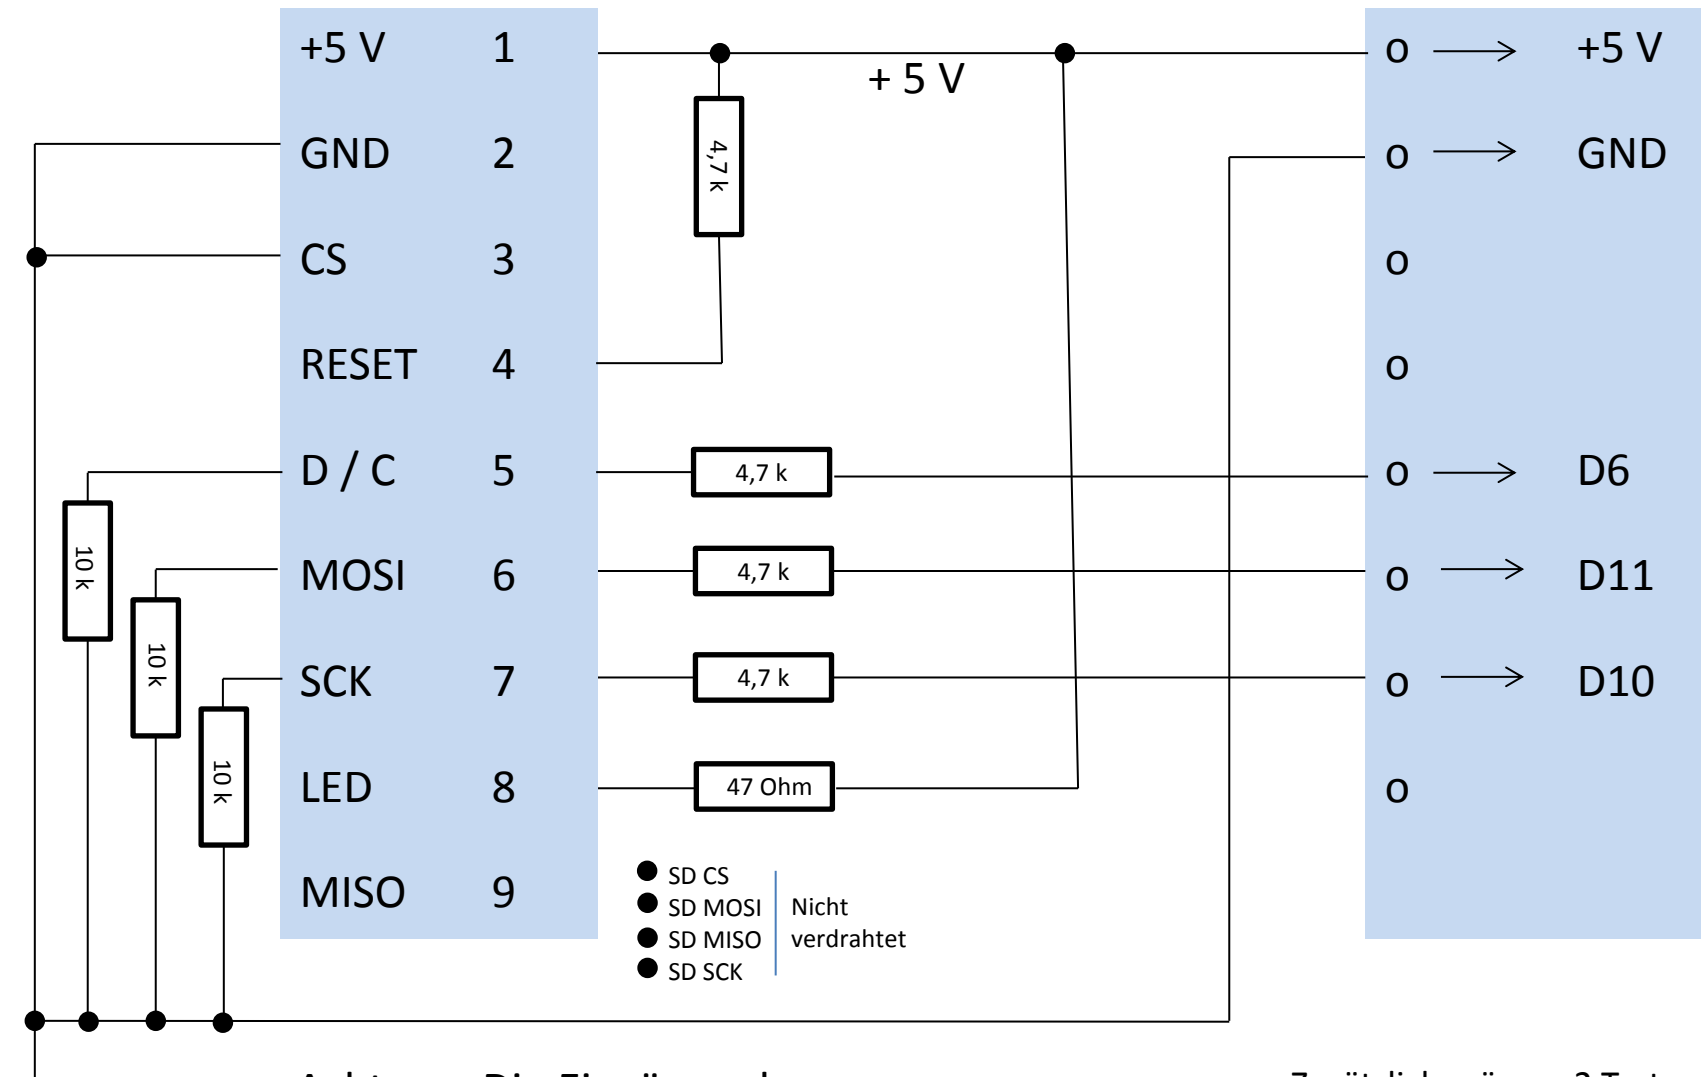 +5 V 1
o → +5 V
+ 5 V
4,7 k
GND 2
o → GND
CS 3
o
RESET 4
o
D / C 5
4,7 k
o → D6
10 k
MOSI 6
4,7 k
o → D11
10 k
SCK 7
4,7 k
o → D10
10 k
LED 8
47 Ohm
o
MISO 9
SD CS
SD MOSI
SD MISO
SD SCK
Nicht
verdrahtet